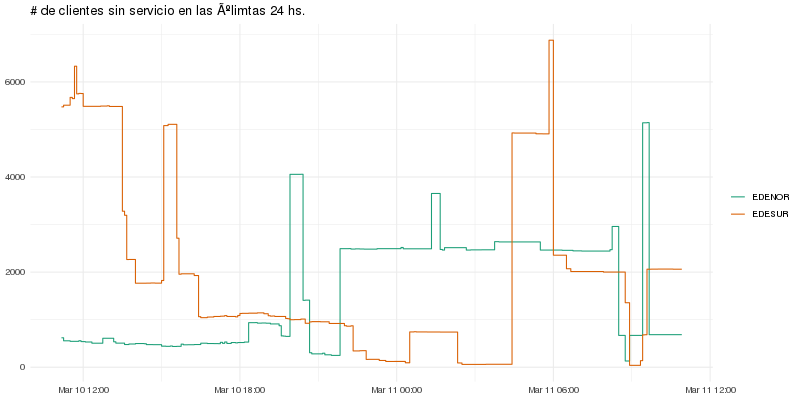 # de clientes sin servicio en las Ãºlimtas 24 hs.
6000
4000
2000
0
Mar 10 12:00
Mar 10 18:00
Mar 11 00:00
Mar 11 06:00
Mar 11 12:00
EDENOR
EDESUR